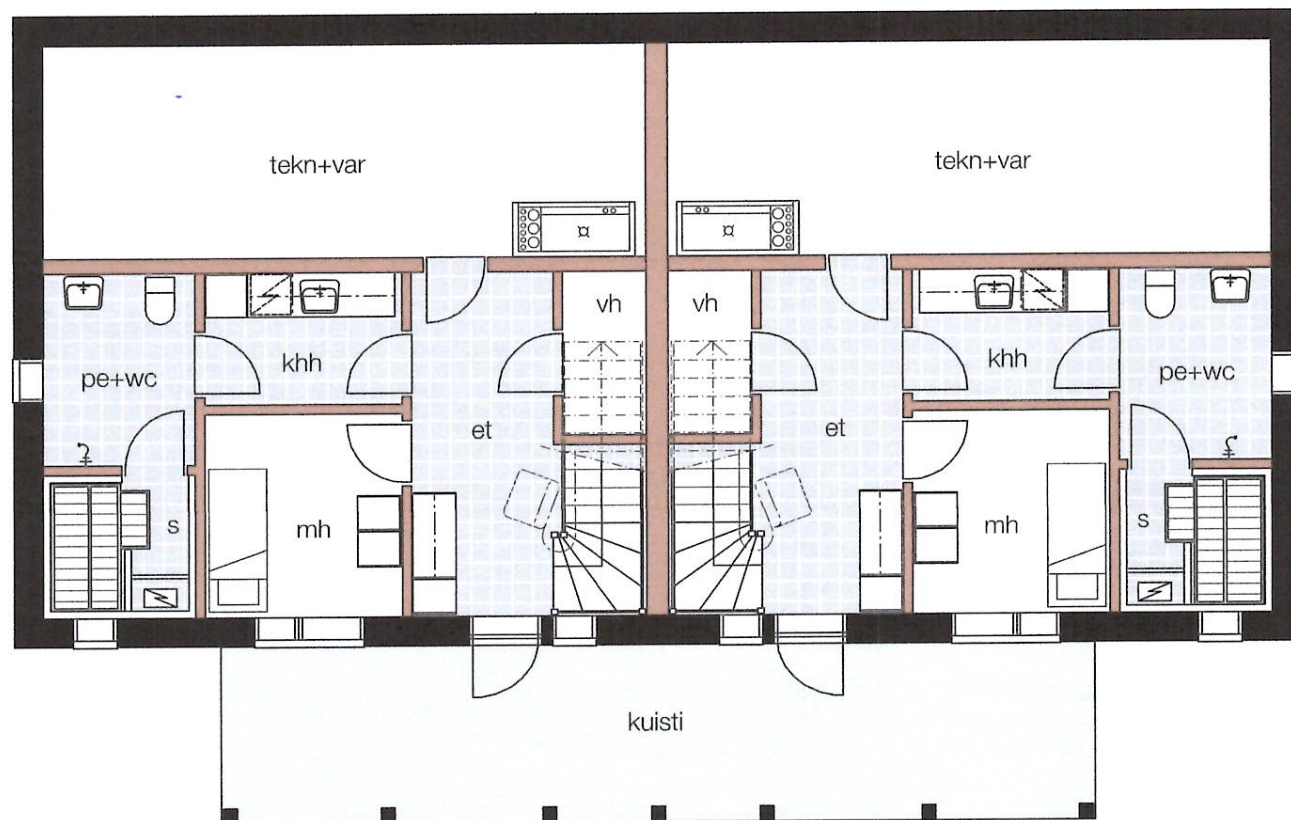 tekn+var
tekn+var
vh
vh
khh
khh
pe+wc
pe+wc
et
et
s
mh
mh
s
kuisti